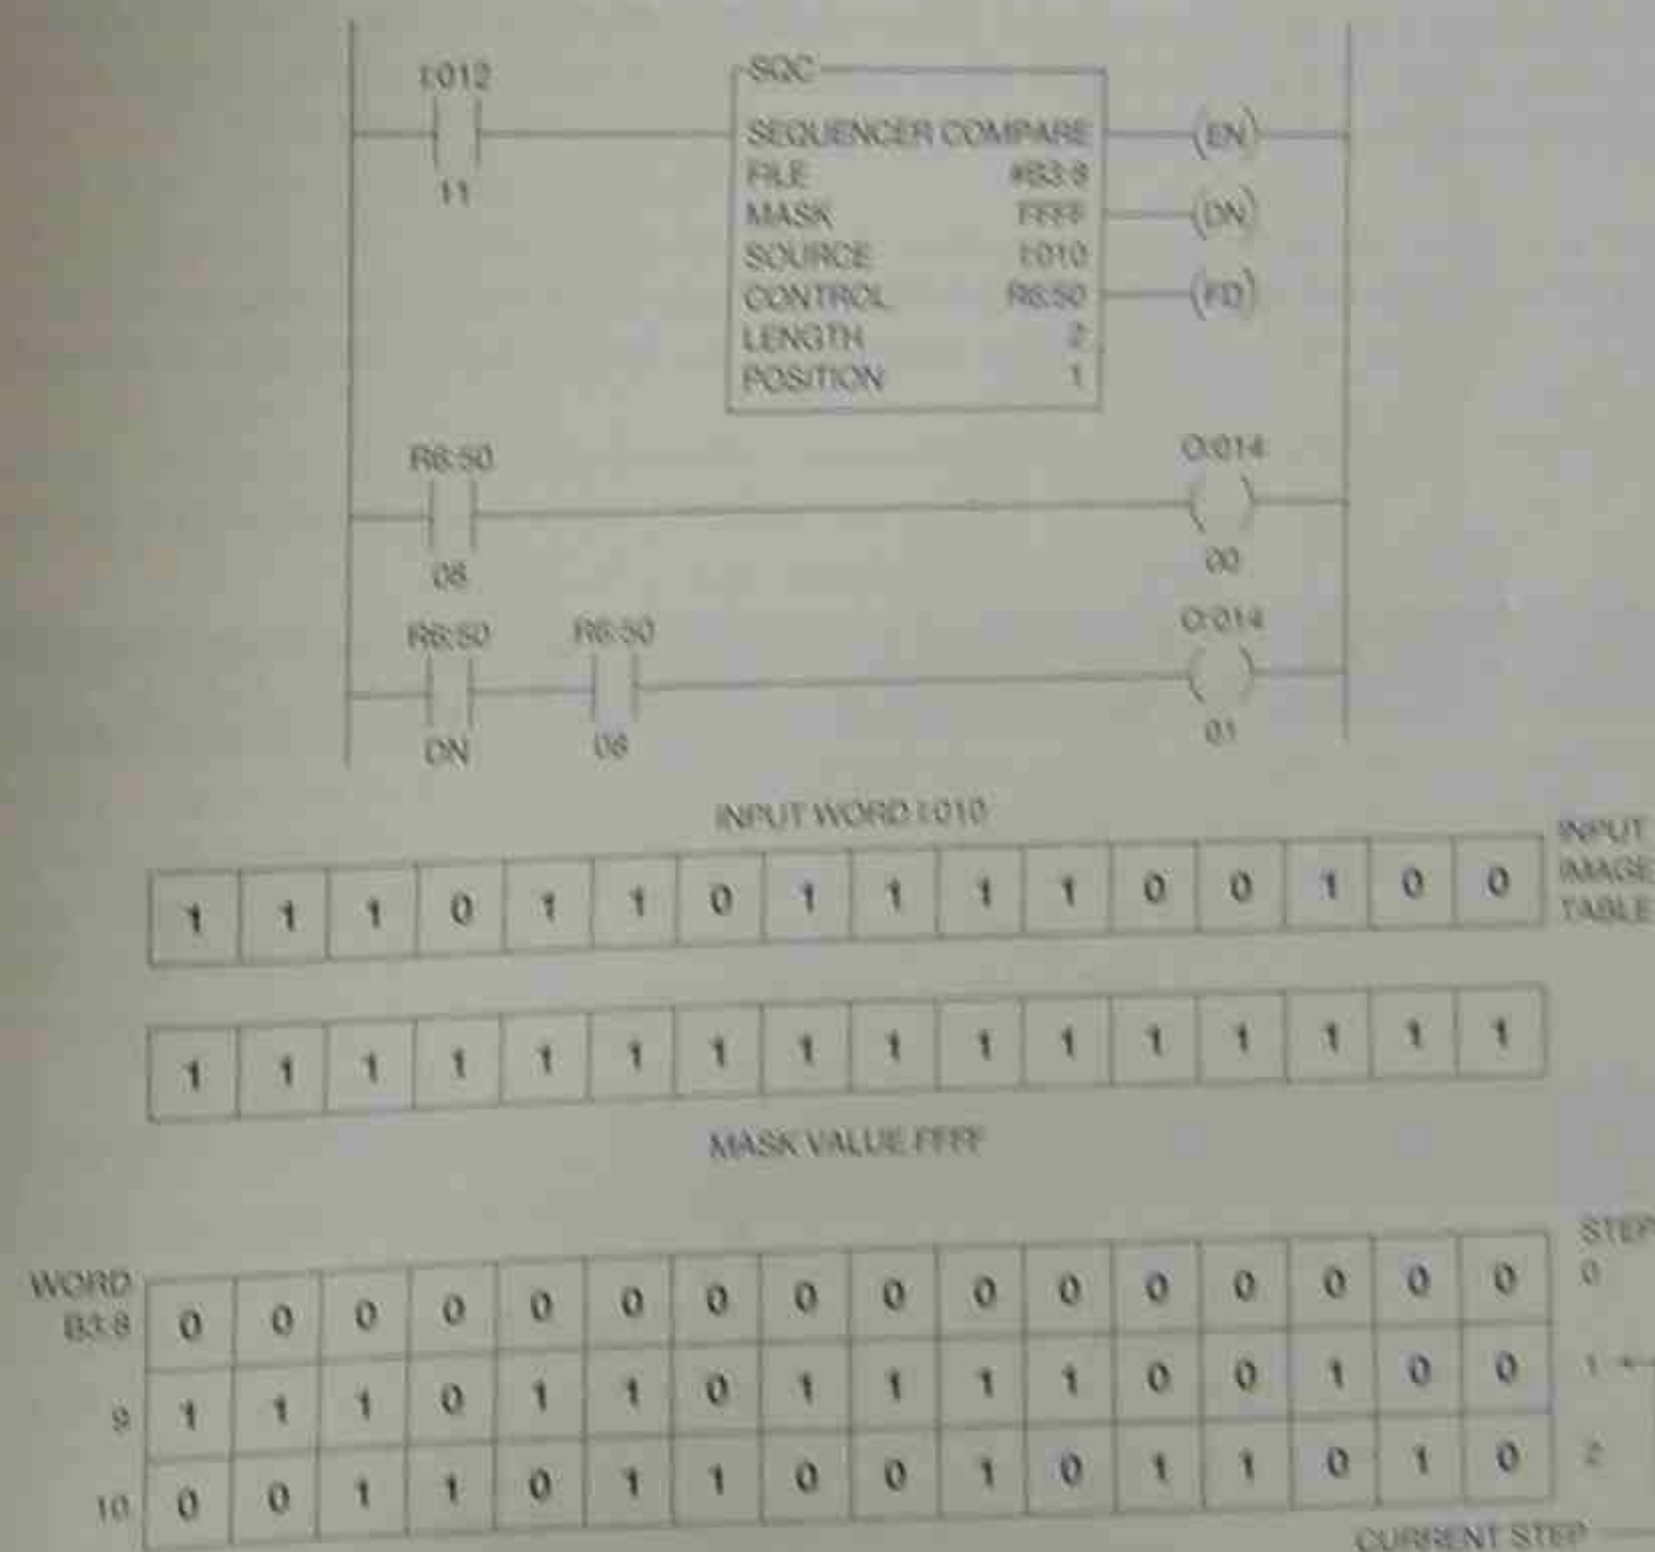 I:012
11
SQC
SEQUENCER COMPARE
FILE #B3:8
MASK FFFF
SOURCE I:010
CONTROL R6:50
LENGTH 2
POSITION 1
(EN)
(DN)
(FD)
R6:50
08
O:014
00
R6:50
DN
R6:50
08
O:014
01
INPUT WORD I:010
INPUT
IMAGE
TABLE
1 1 1 0 1 1 0 1 1 1 1 0 0 1 0 0
1 1 1 1 1 1 1 1 1 1 1 1 1 1 1 1
MASK VALUE FFFF
STEP
WORD
B3:8 0 0 0 0 0 0 0 0 0 0 0 0 0 0 0 0 0
9 1 1 1 0 1 1 0 1 1 1 1 0 0 1 0 0 1
10 0 0 1 1 0 1 1 0 0 1 0 1 1 0 1 0 2
CURRENT STEP